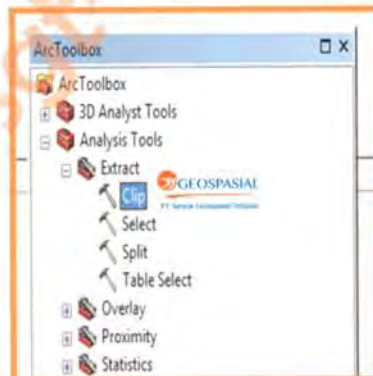 ArcToolbox
ArcToolbox
3D Analyst Tools
Analysis Tools
Extract
Clip
GEOSPASIAL
Select
Split
Table Select
Overlay
Proximity
Statistics